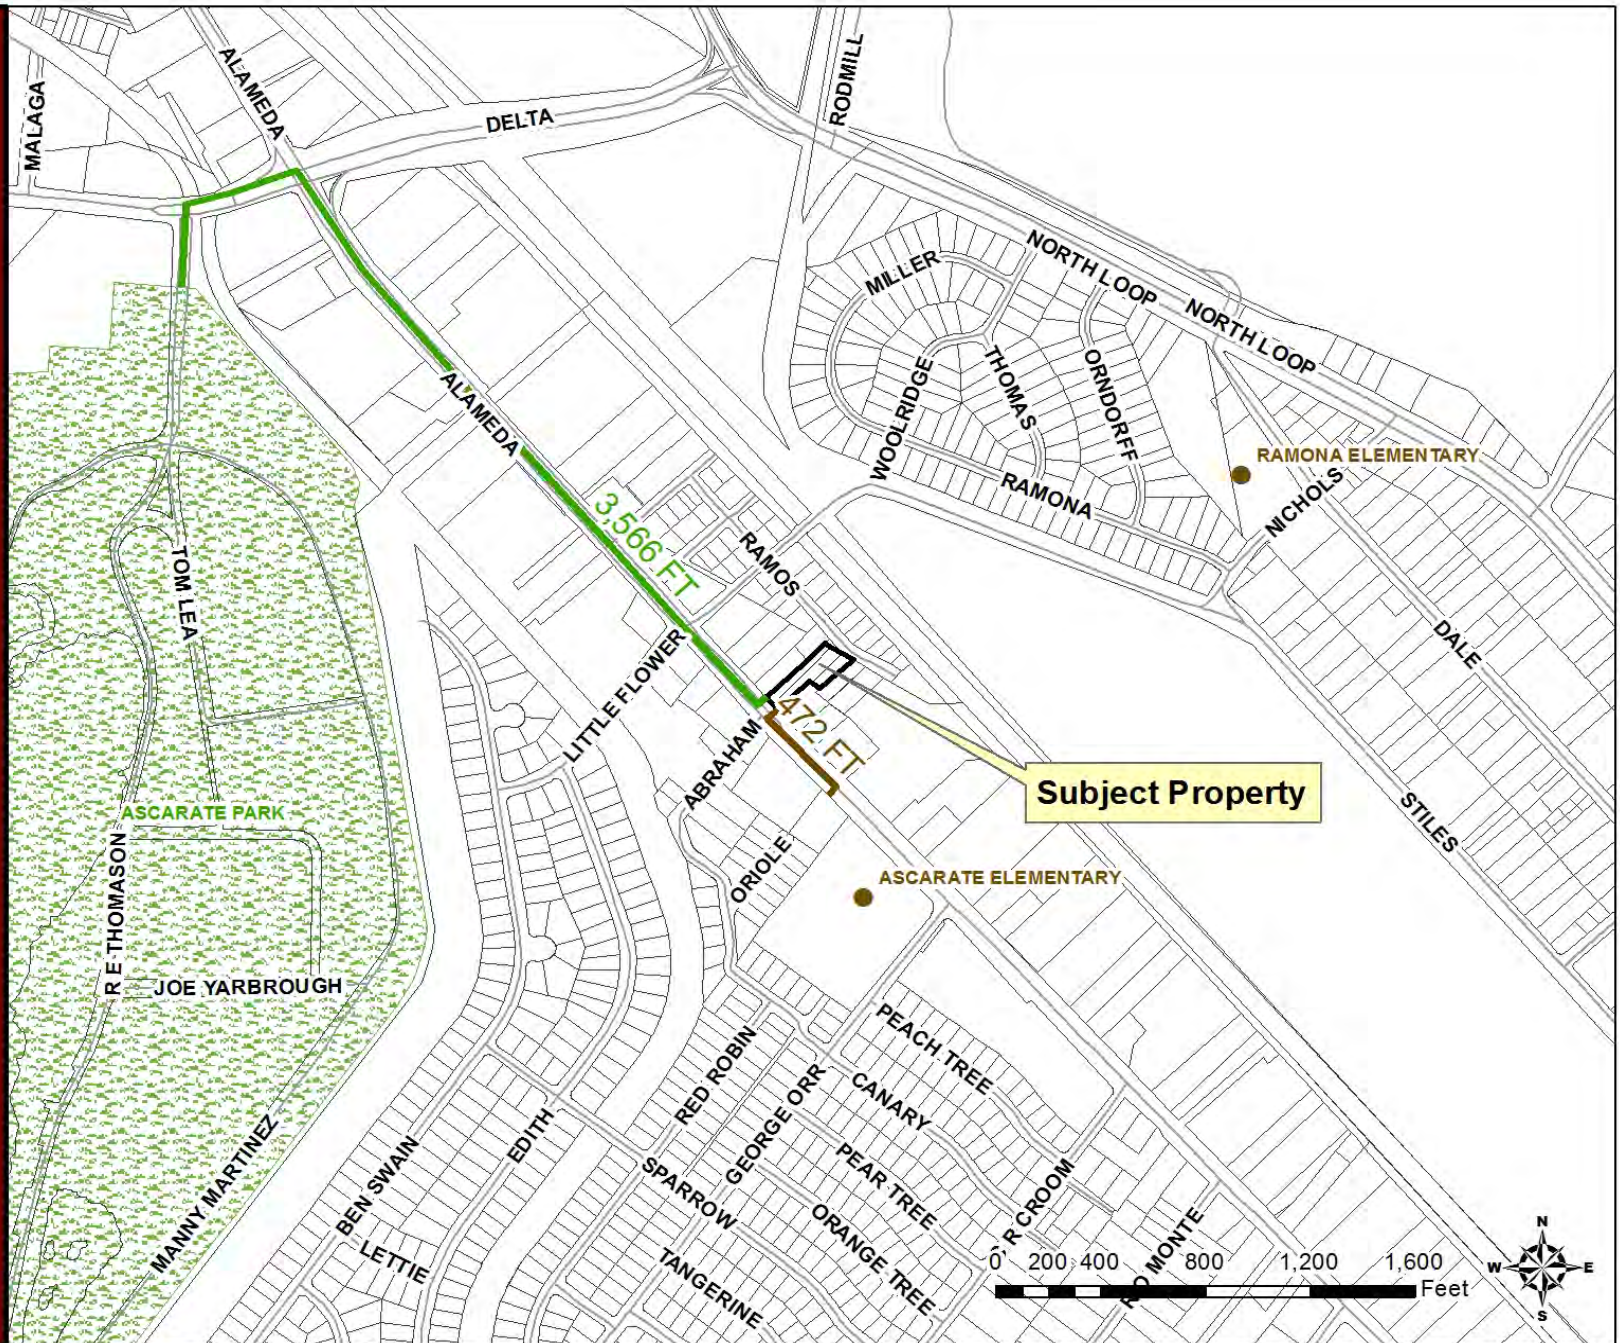 ALAMEDA
RODMILL
MALAGA
DELTA
NORTH LOOP
NORTH LOOP
MILLER
WOOLRIDGE
THOMAS
ORNDORFF
ALAMEDA
RAMONA ELEMENTARY
RAMONA
NICHOLS
3,566 FT
RAMOS
TOM LEA
LITTLE FLOWER
DALE
472 FT
ABRAHAM
Subject Property
STILES
ASCARATE PARK
R E THOMASON
ORIOLE
ASCARATE ELEMENTARY
JOE YARBROUGH
PEACH TREE
RED ROBIN
CANARY
GEORGE ORR
EDITH
MANNY MARTINEZ
BEN SWAIN
SPARROW
PEAR TREE
R CROOM
ORANGE TREE
MONTE
LETTIE
TANGERINE
0 200 400 800 1,200 1,600
Feet
N
W E
S